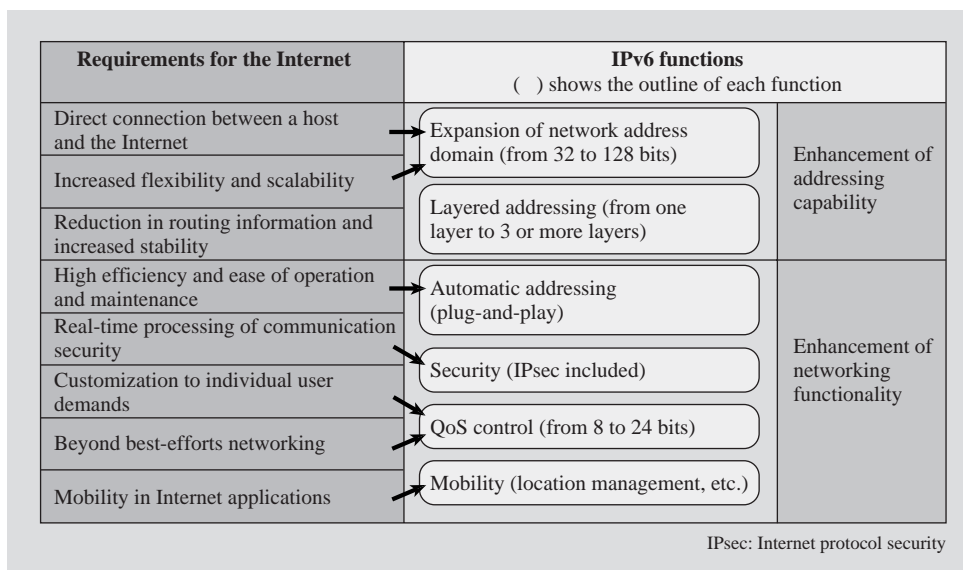 Requirements for the Internet
IPv6 functions
( ) shows the outline of each function
Direct connection between a host
and the Internet
Increased flexibility and scalability
Reduction in routing information and
increased stability
High efficiency and ease of operation
and maintenance
Real-time processing of communication
security
Customization to individual user
demands
Beyond best-efforts networking
Mobility in Internet applications
Expansion of network address
domain (from 32 to 128 bits)
Layered addressing (from one
layer to 3 or more layers)
Automatic addressing
(plug-and-play)
Security (IPsec included)
QoS control (from 8 to 24 bits)
Mobility (location management, etc.)
Enhancement of
addressing
capability
Enhancement of
networking
functionality
IPsec: Internet protocol security